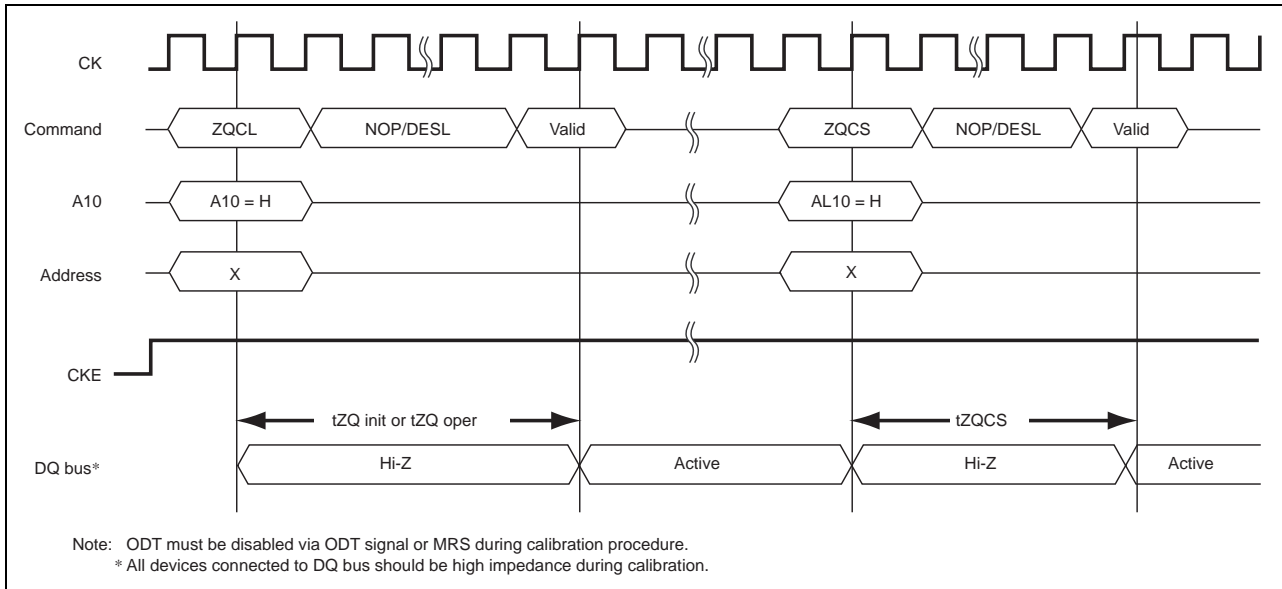 CK
Command ZQCL NOP/DESL Valid ZQCS NOP/DESL Valid
A10 A10 = H AL10 = H
Address X X
CKE
tZQ init or tZQ oper tZQCS
DQ bus* Hi-Z Active Hi-Z Active
Note: ODT must be disabled via ODT signal or MRS during calibration procedure.
* All devices connected to DQ bus should be high impedance during calibration.